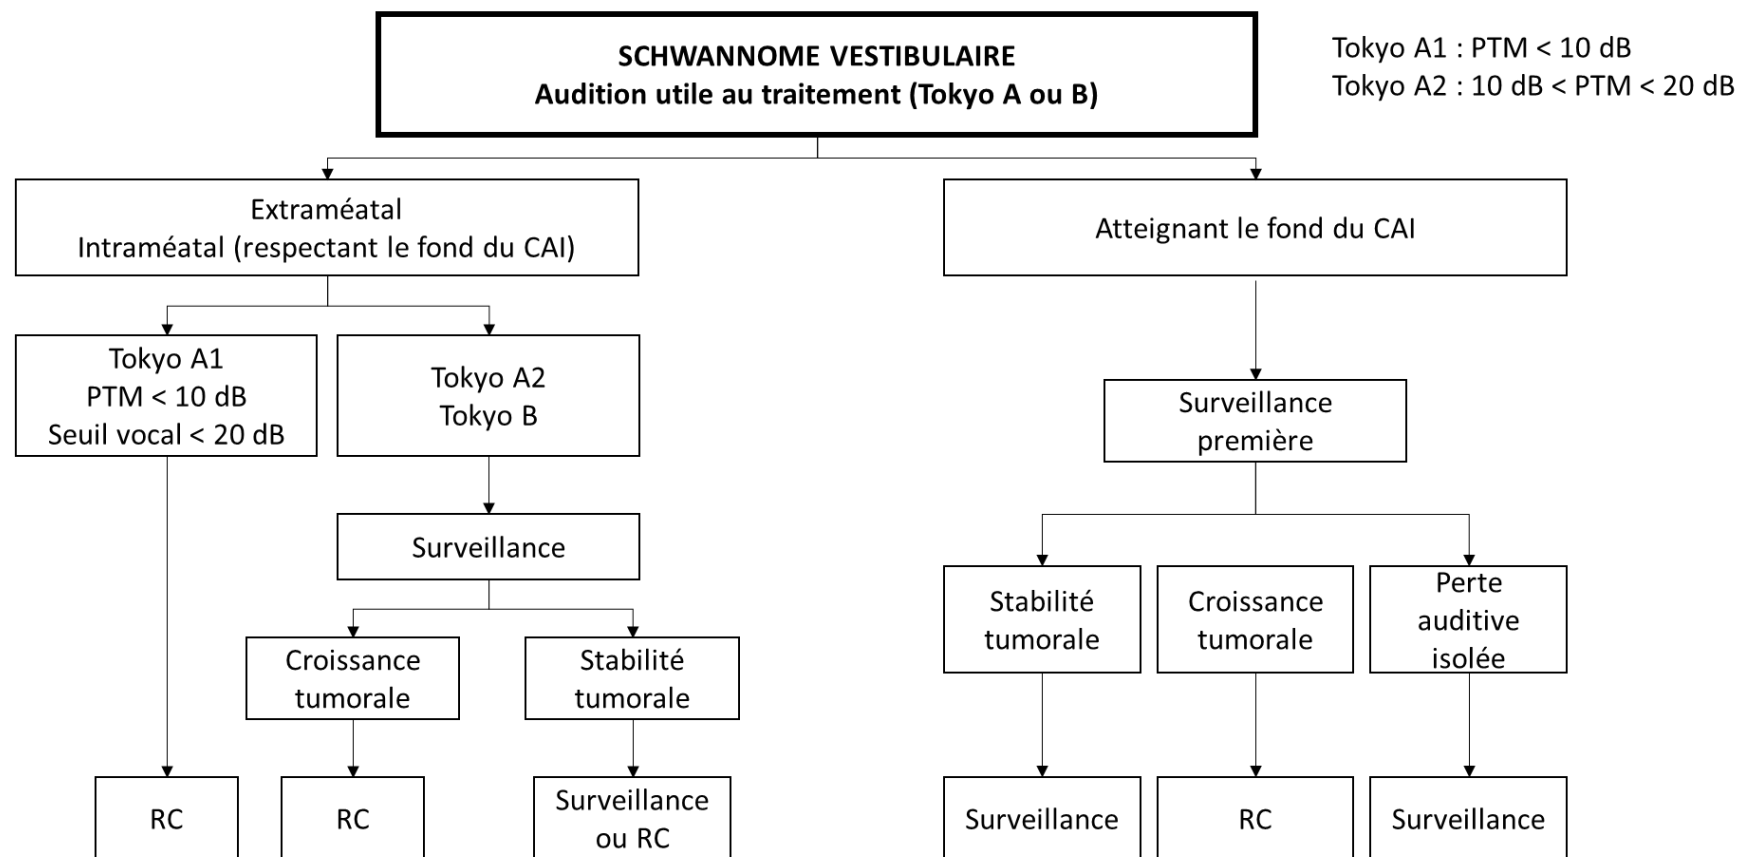 SCHWANNOME VESTIBULAIRE
Audition utile au traitement (Tokyo A ou B)
Tokyo A1 : PTM < 10 dB
Tokyo A2 : 10 dB < PTM < 20 dB
Extraméatal
Intraméatal (respectant le fond du CAI)
Atteignant le fond du CAI
Tokyo A1
PTM < 10 dB
Seuil vocal < 20 dB
Tokyo A2
Tokyo B
Surveillance
première
Surveillance
Stabilité
tumorale
Croissance
tumorale
Perte
auditive
isolée
Croissance
tumorale
Stabilité
tumorale
RC
RC
Surveillance
ou RC
Surveillance
RC
Surveillance